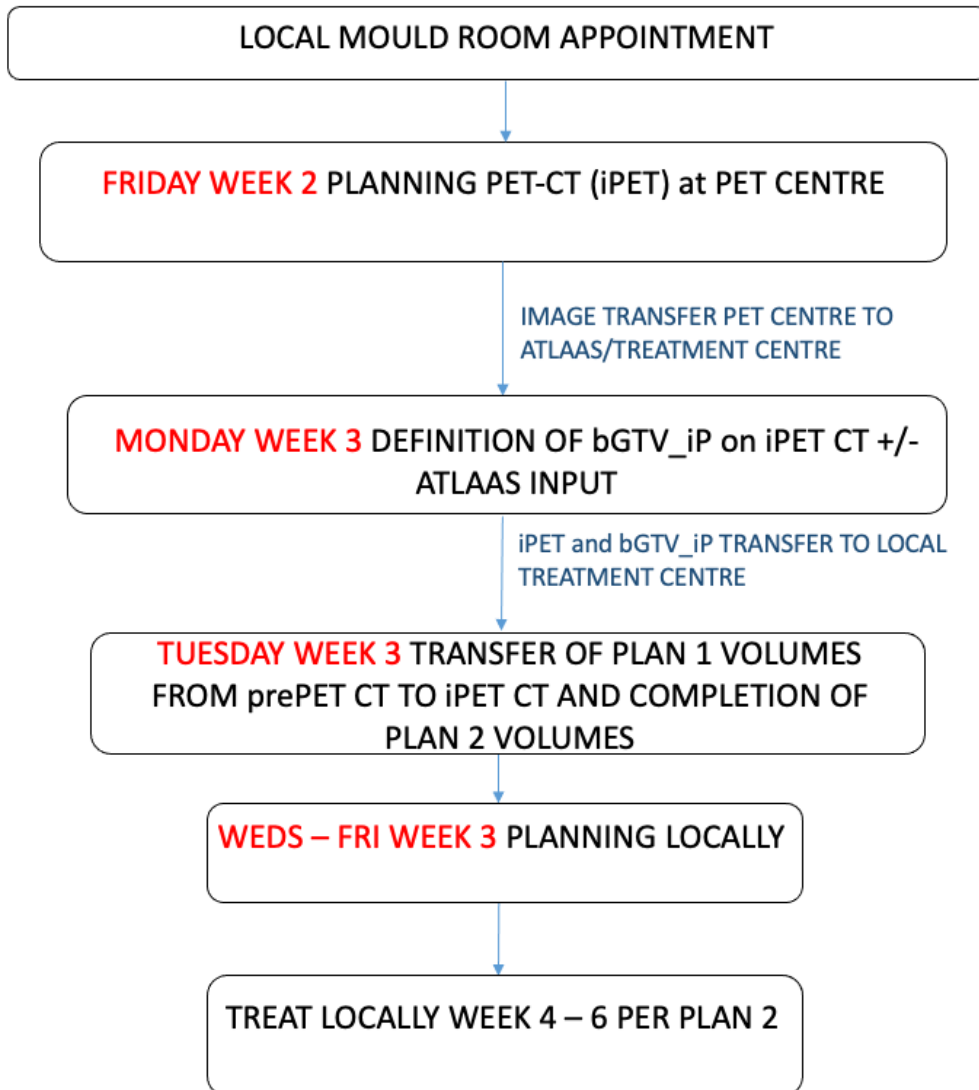 LOCAL MOULD ROOM APPOINTMENT
FRIDAY WEEK 2 PLANNING PET-CT (iPET) at PET CENTRE
IMAGE TRANSFER PET CENTRE TO
ATLAAS/TREATMENT CENTRE
MONDAY WEEK 3 DEFINITION OF bGTV_iP on iPET CT +/-
ATLAAS INPUT
iPET and bGTV_iP TRANSFER TO LOCAL
TREATMENT CENTRE
TUESDAY WEEK 3 TRANSFER OF PLAN 1 VOLUMES
FROM prePET CT TO iPET CT AND COMPLETION OF
PLAN 2 VOLUMES
WEDS – FRI WEEK 3 PLANNING LOCALLY
TREAT LOCALLY WEEK 4 – 6 PER PLAN 2